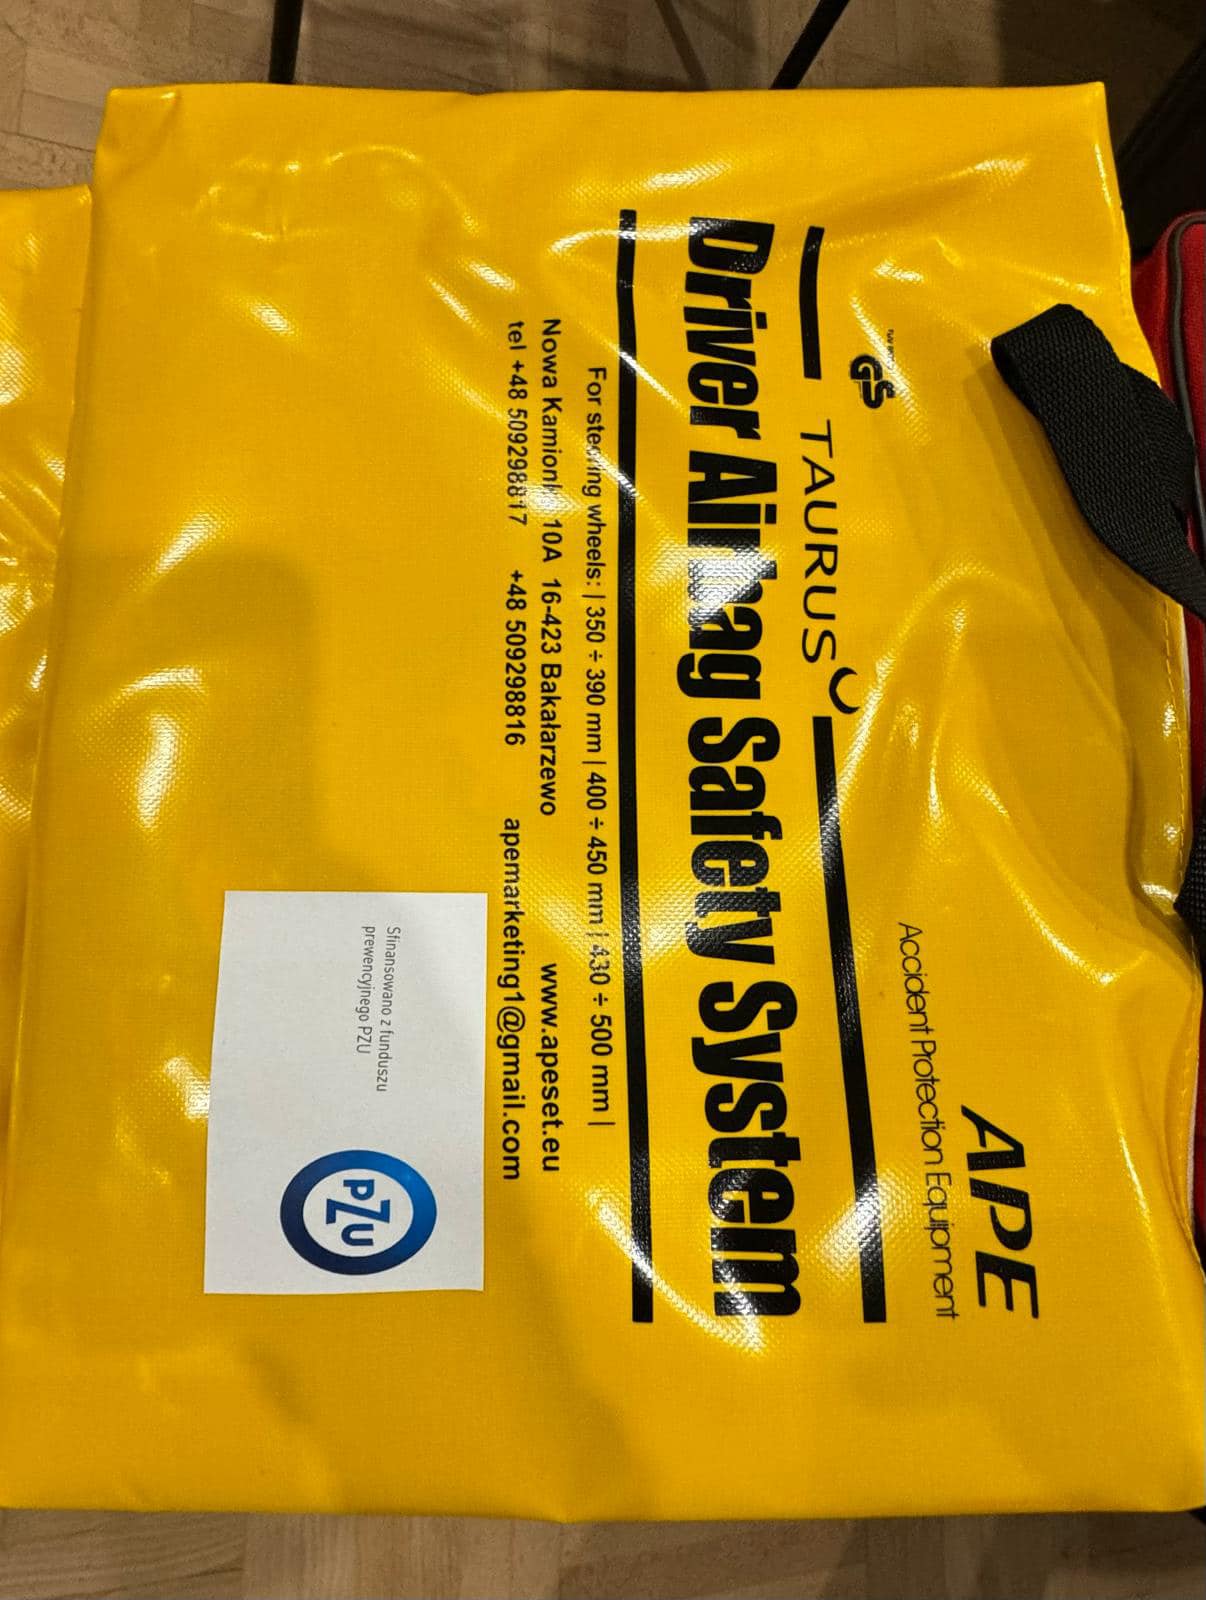 APE
Accident Protection Equipment
GS
TAURUS
Driver Airbag Safety System
For steering wheels: | 350 ÷ 390 mm | 400 ÷ 450 mm | 430 ÷ 500 mm |
Nowa Kamionka 10A 16-423 Bakałarzewo www.apeset.eu
tel +48 509298817 +48 509298816 apemarketing1@gmail.com
Sfinansowano z funduszu
prewencyjnego PZU
PZU